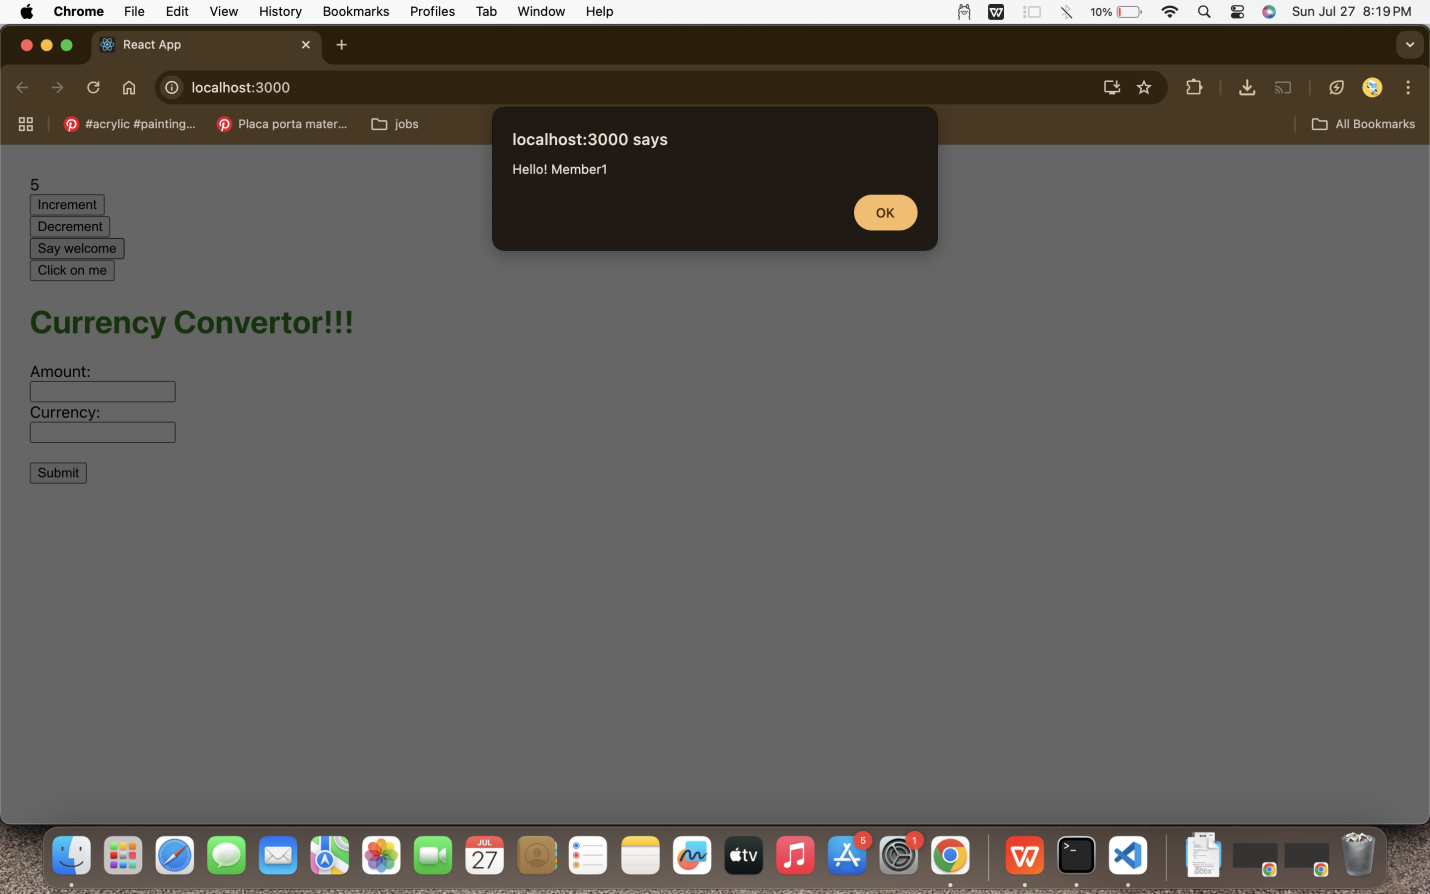 Chrome File Edit View History Bookmarks Profiles Tab Window Help 10% Sun Jul 27 8:19 PM
React App
localhost:3000
#acrylic #painting... Placa porta mater... jobs All Bookmarks
localhost:3000 says
Hello! Member1
OK
5
Increment
Decrement
Say welcome
Click on me
Currency Convertor!!!
Amount:
Currency:
Submit
JUL
27
tv
5
1
W
>_
DOCX